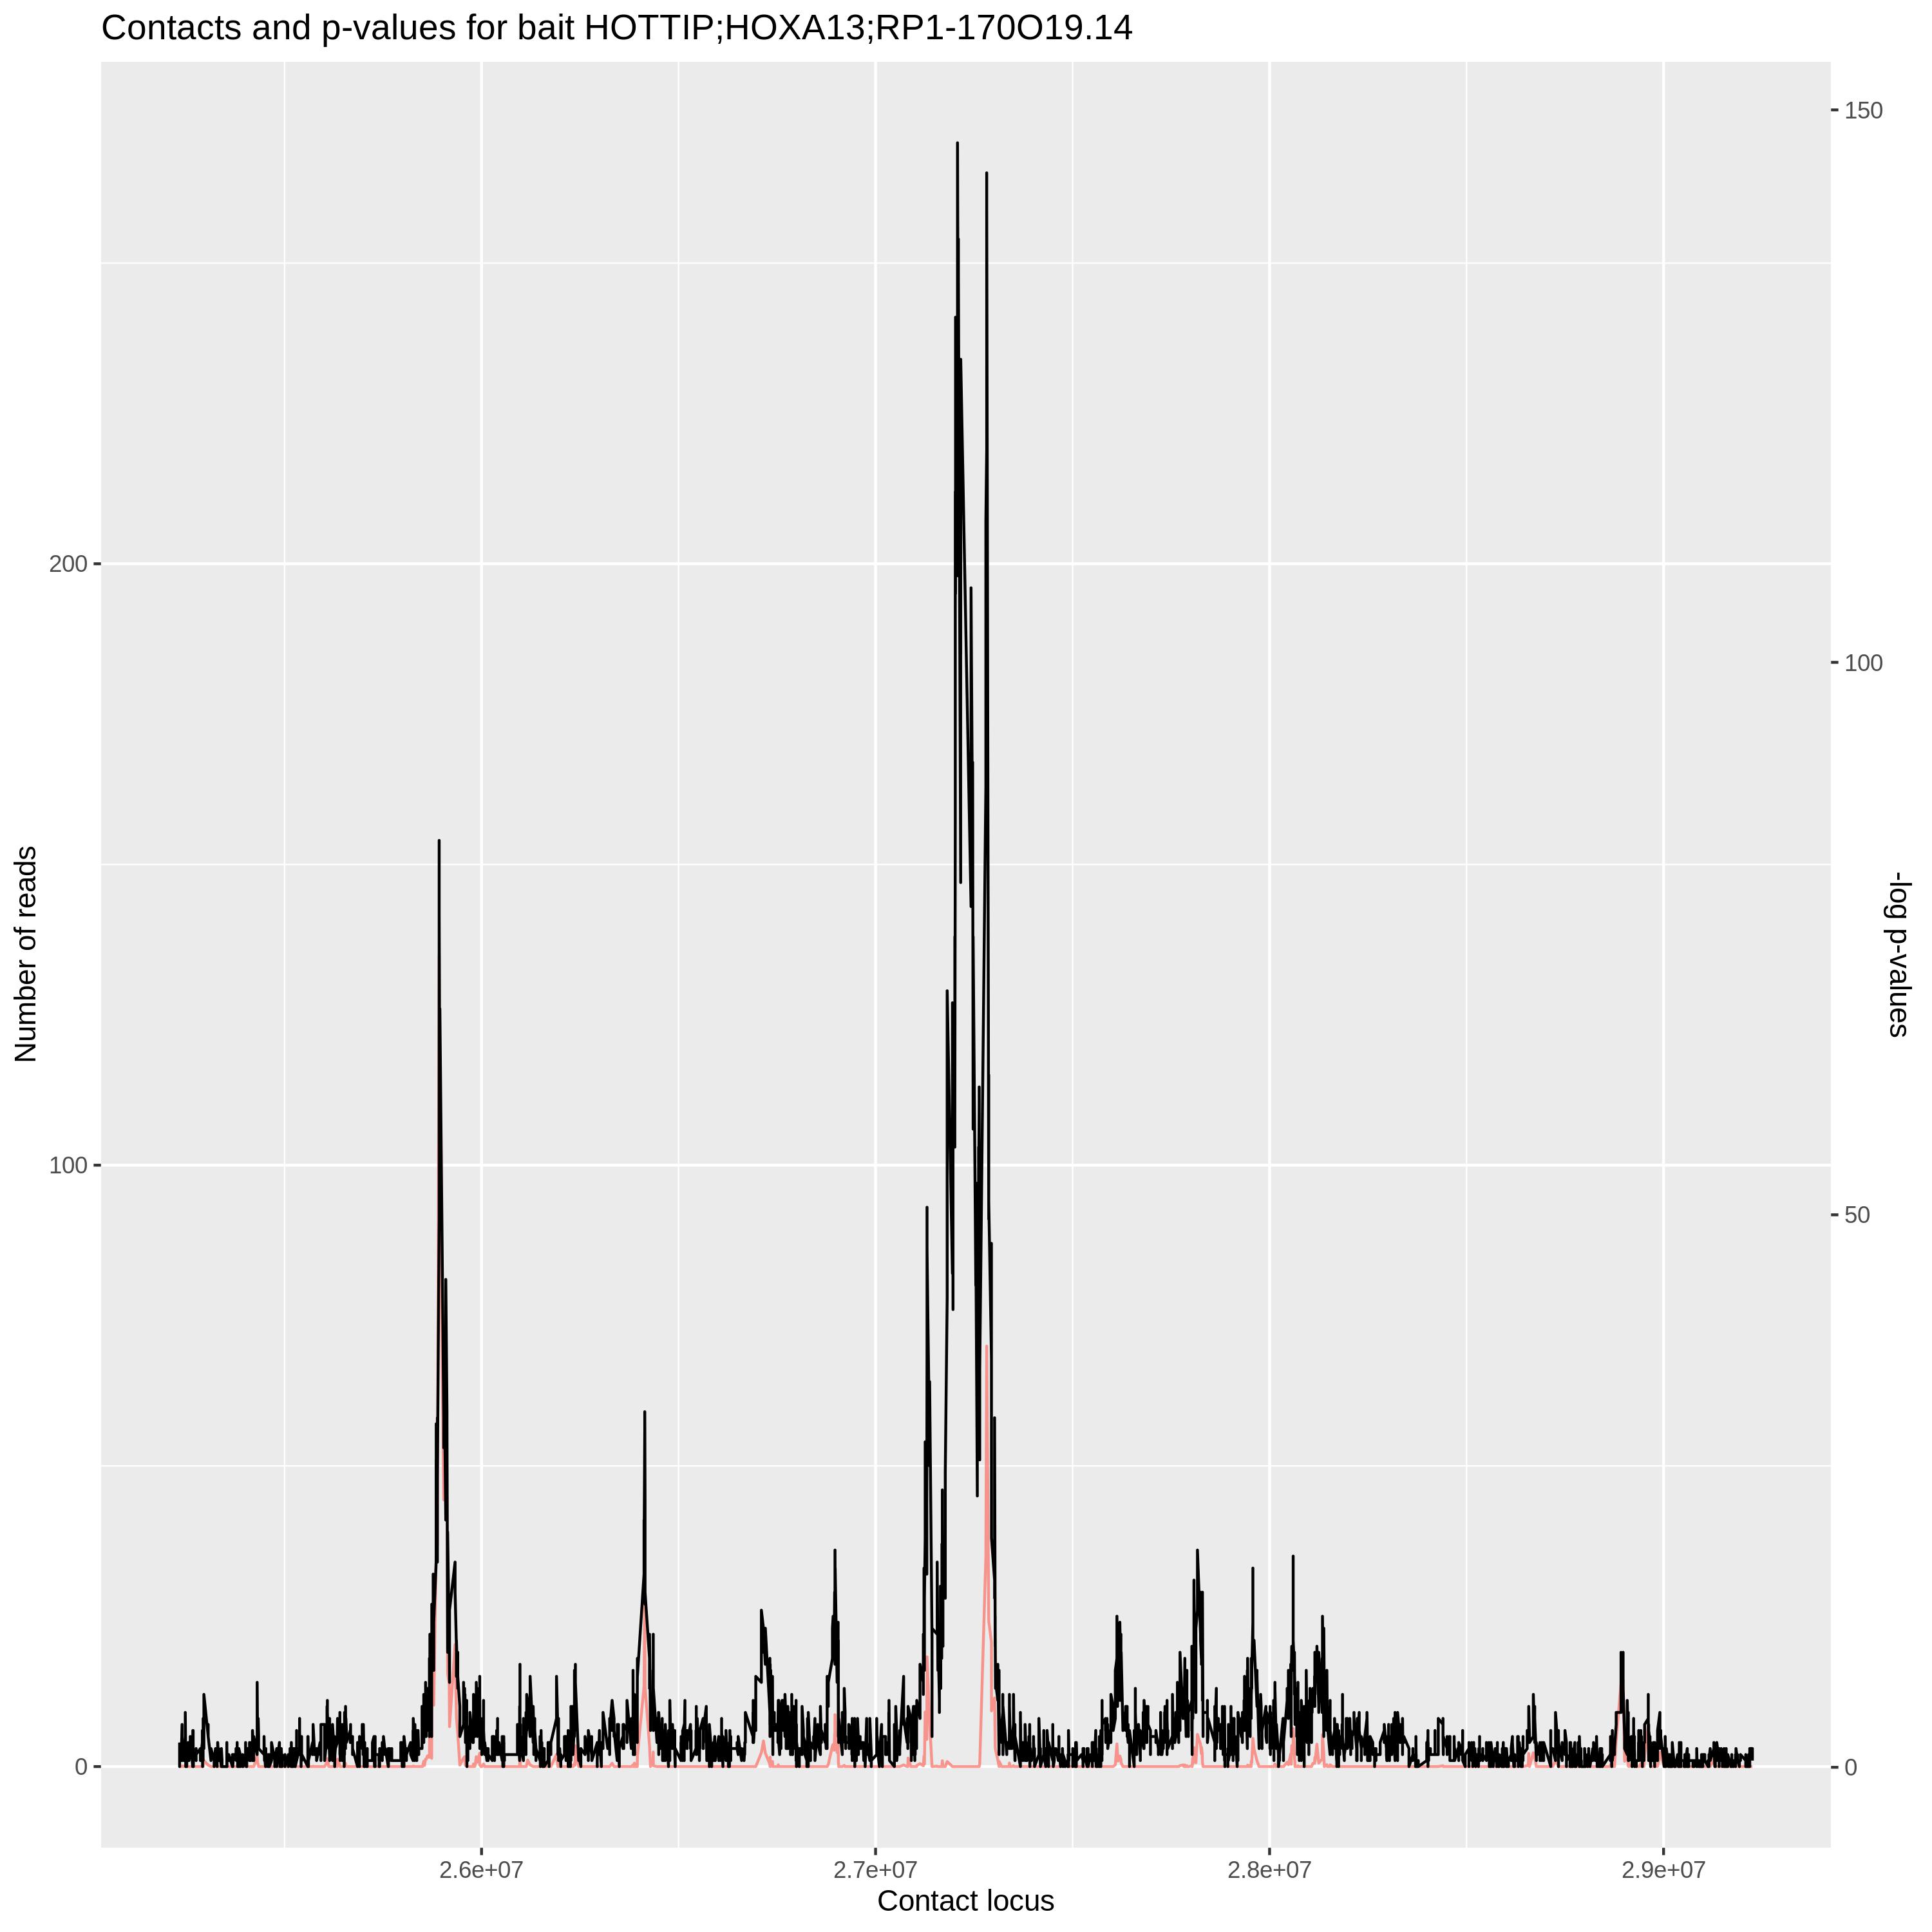 Contacts and p-values for bait HOTTIP;HOXA13;RP1-170O19.14
150
200
100
Number of reads
-log p-values
100
50
0
0
2.6e+07
2.7e+07
2.8e+07
2.9e+07
Contact locus